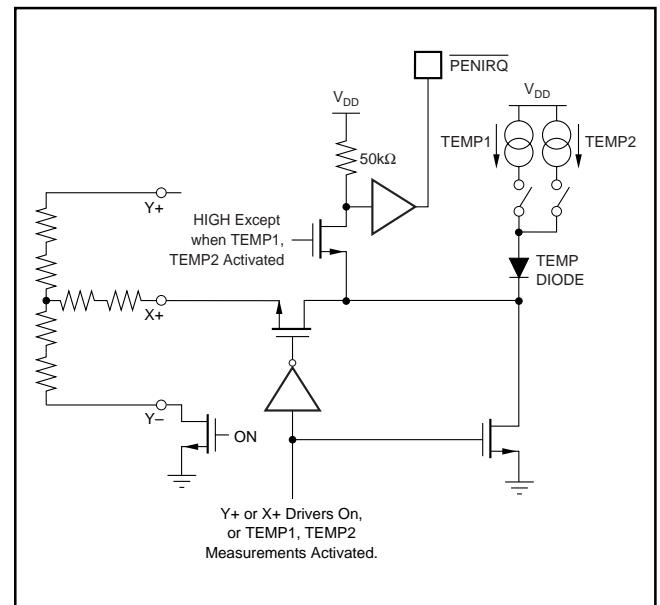 PENIRQ
V_DD
V_DD
TEMP1
TEMP2
50kΩ
Y+
HIGH Except
when TEMP1,
TEMP2 Activated
TEMP
DIODE
X+
Y–
ON
Y+ or X+ Drivers On,
or TEMP1, TEMP2
Measurements Activated.